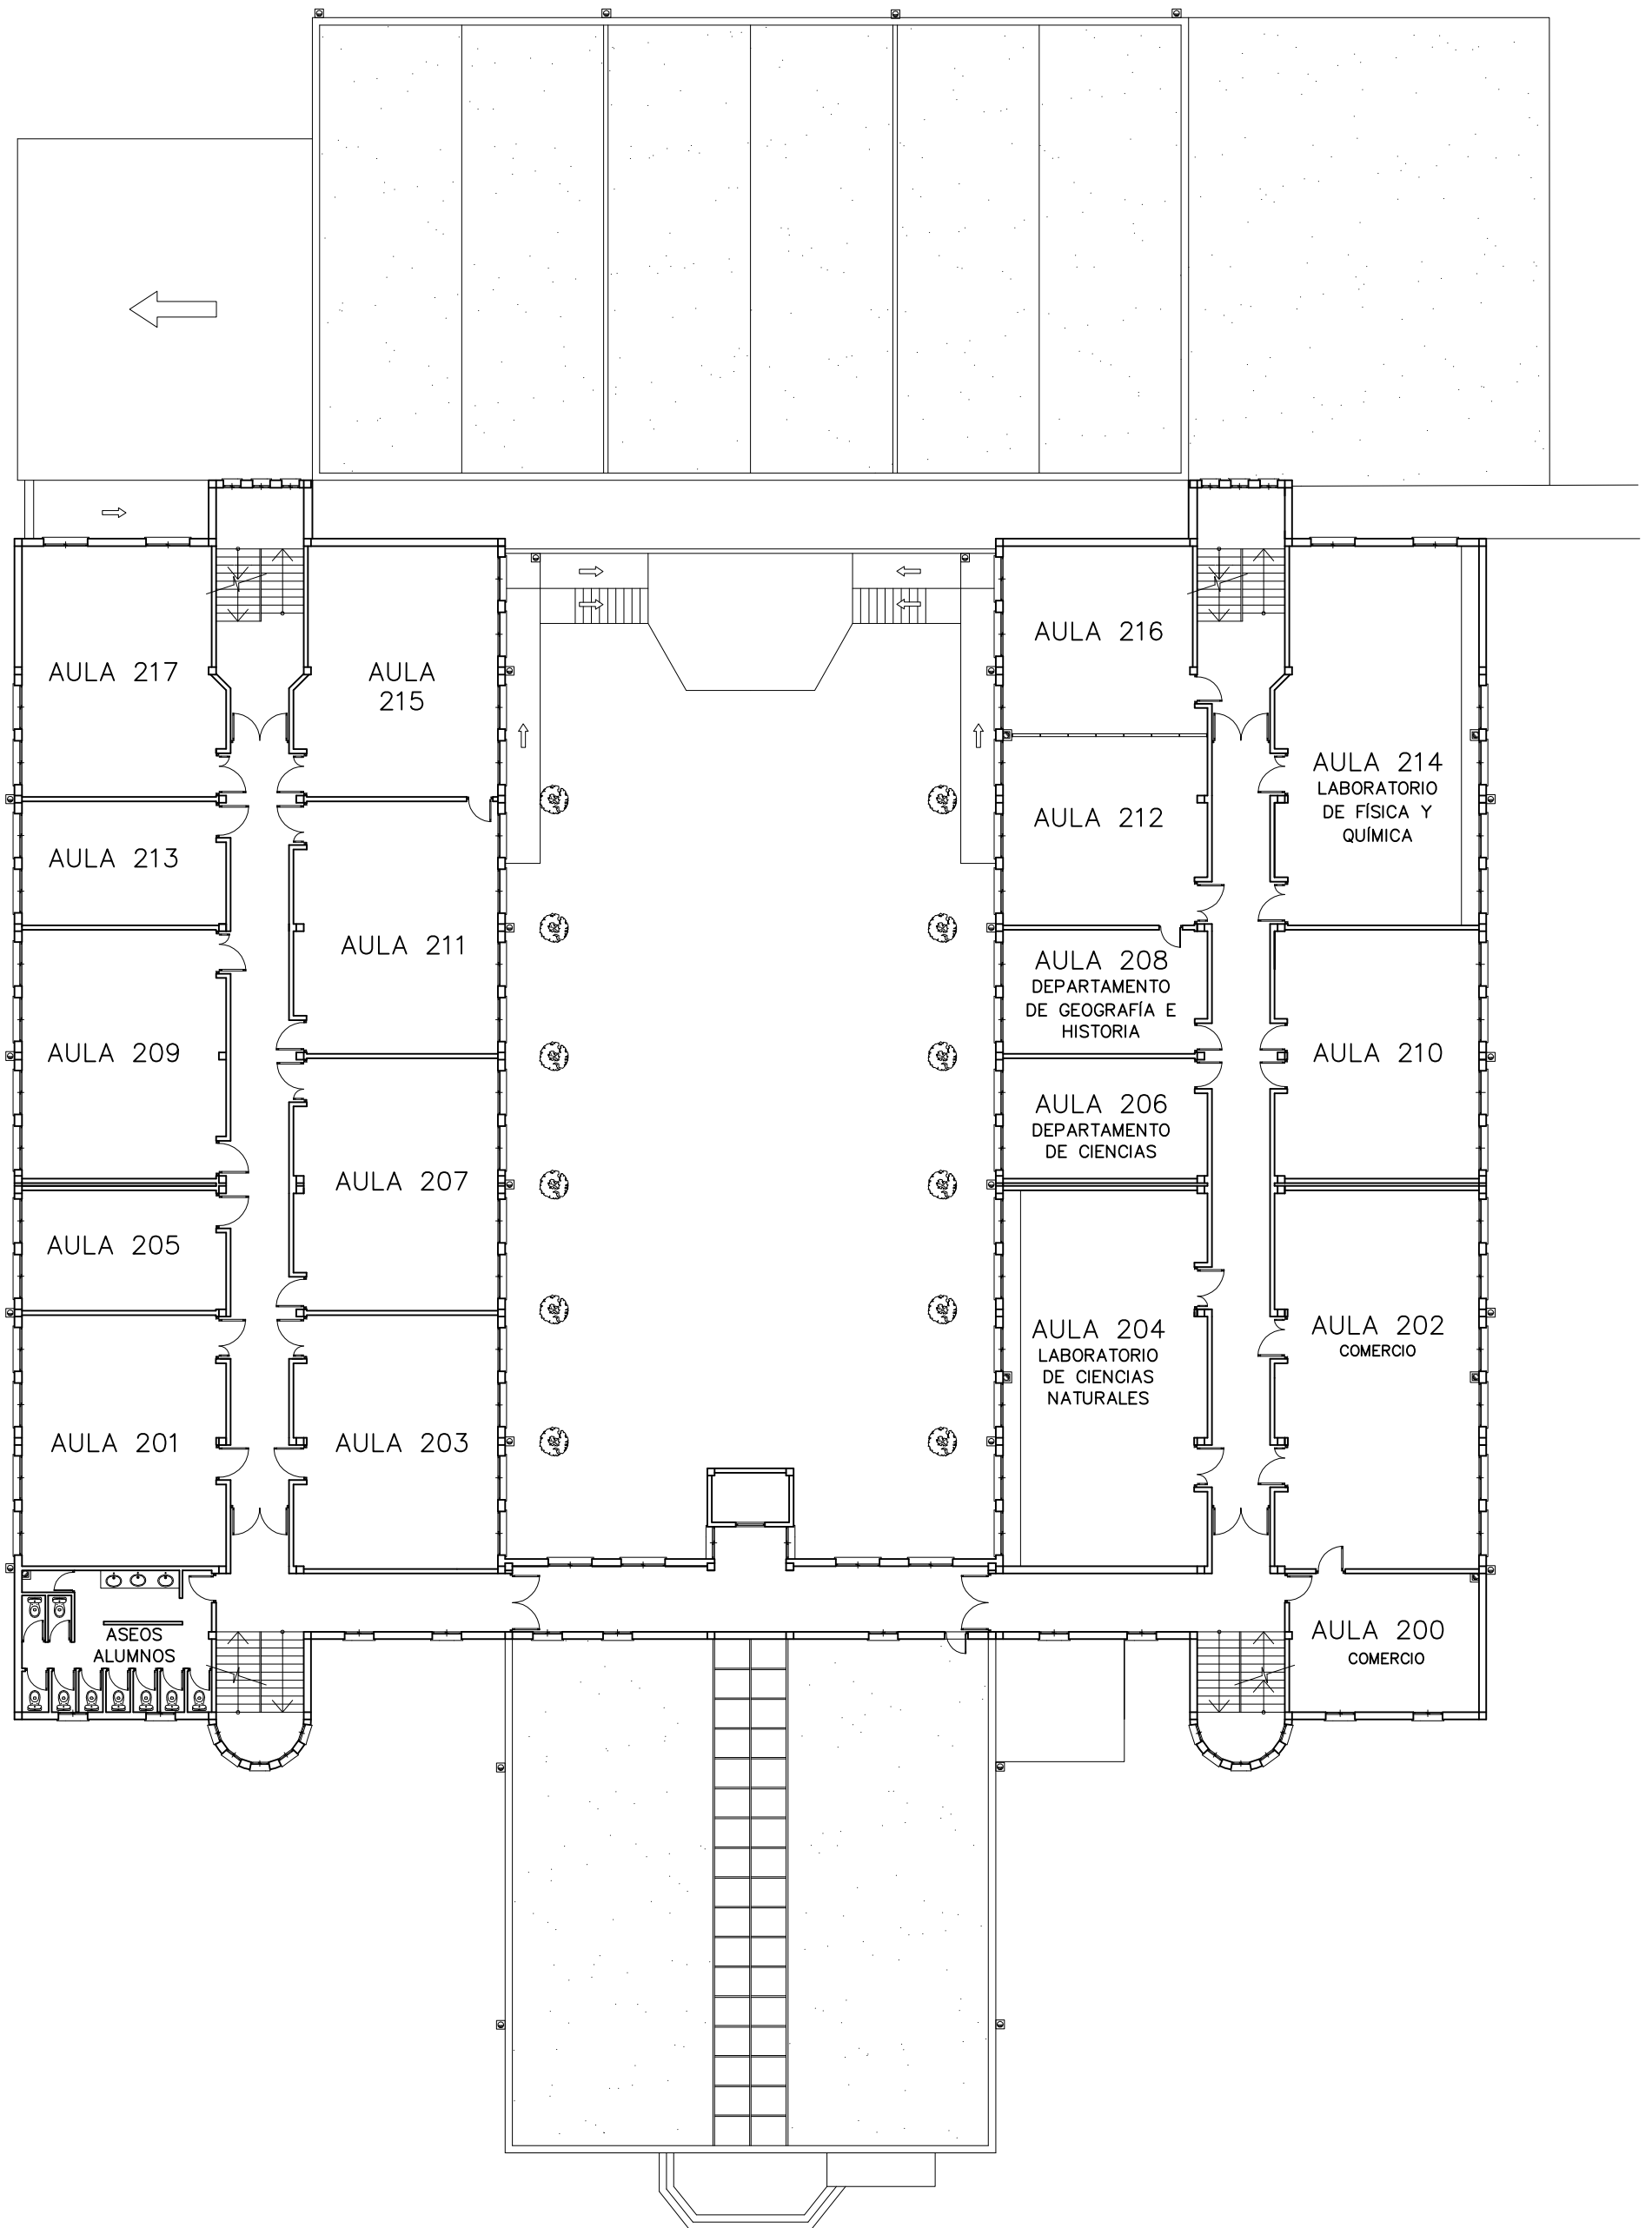 AULA 216
AULA 217
AULA
215
AULA 214
LABORATORIO
DE FÍSICA Y
QUÍMICA
AULA 212
AULA 213
AULA 211
AULA 208
DEPARTAMENTO
DE GEOGRAFÍA E
HISTORIA
AULA 209
AULA 210
AULA 206
DEPARTAMENTO
DE CIENCIAS
AULA 207
AULA 205
AULA 204
LABORATORIO
DE CIENCIAS
NATURALES
AULA 202
COMERCIO
AULA 201
AULA 203
ASEOS
ALUMNOS
AULA 200
COMERCIO